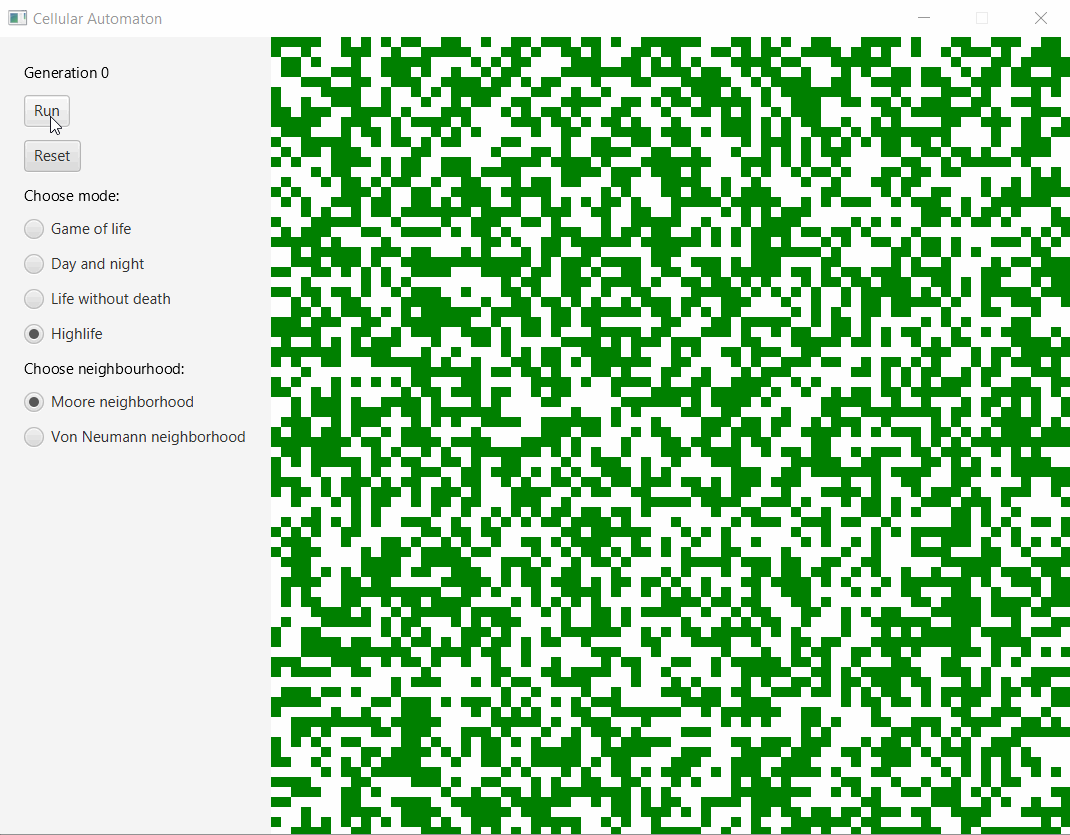 Cellular Automaton
Generation 0
Run
Reset
Choose mode:
Game of life
Day and night
Life without death
Highlife
Choose neighbourhood:
Moore neighborhood
Von Neumann neighborhood